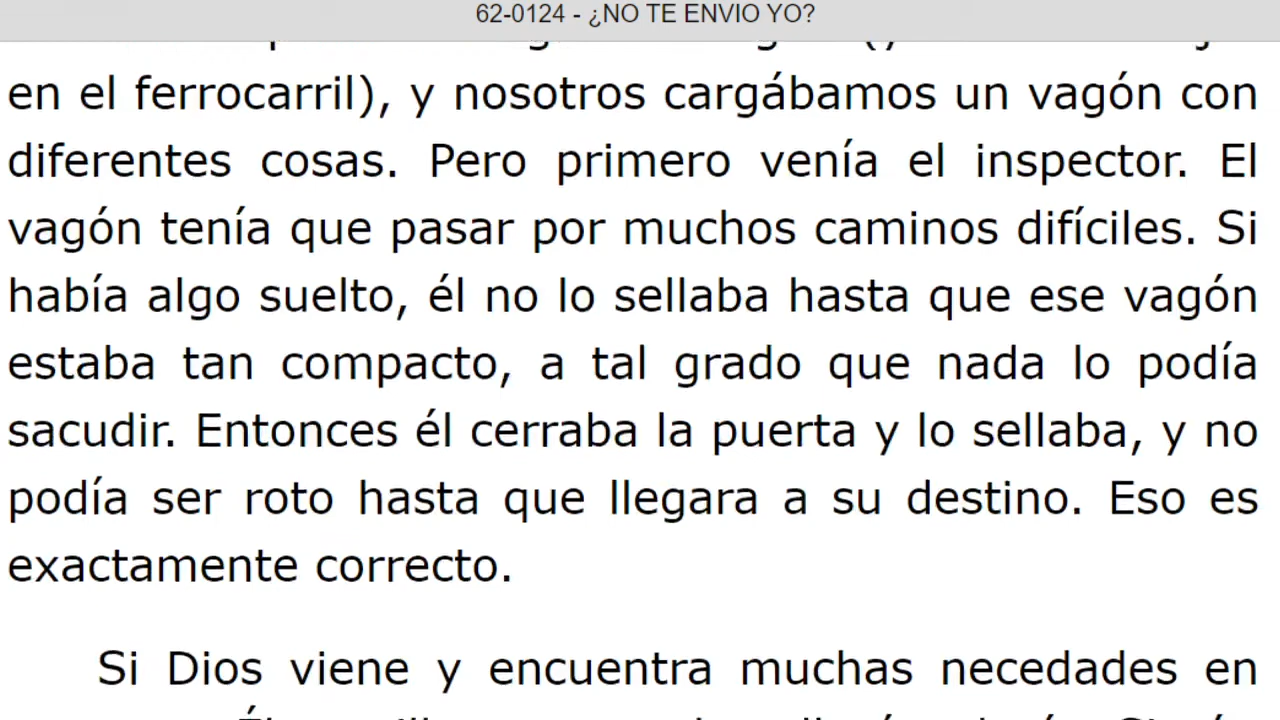 62-0124 - ¿NO TE ENVIO YO?
en el ferrocarril), y nosotros cargábamos un vagón con
diferentes cosas. Pero primero venía el inspector. El
vagón tenía que pasar por muchos caminos difíciles. Si
había algo suelto, él no lo sellaba hasta que ese vagón
estaba tan compacto, a tal grado que nada lo podía
sacudir. Entonces él cerraba la puerta y lo sellaba, y no
podía ser roto hasta que llegara a su destino. Eso es
exactamente correcto.
Si Dios viene y encuentra muchas necedades en